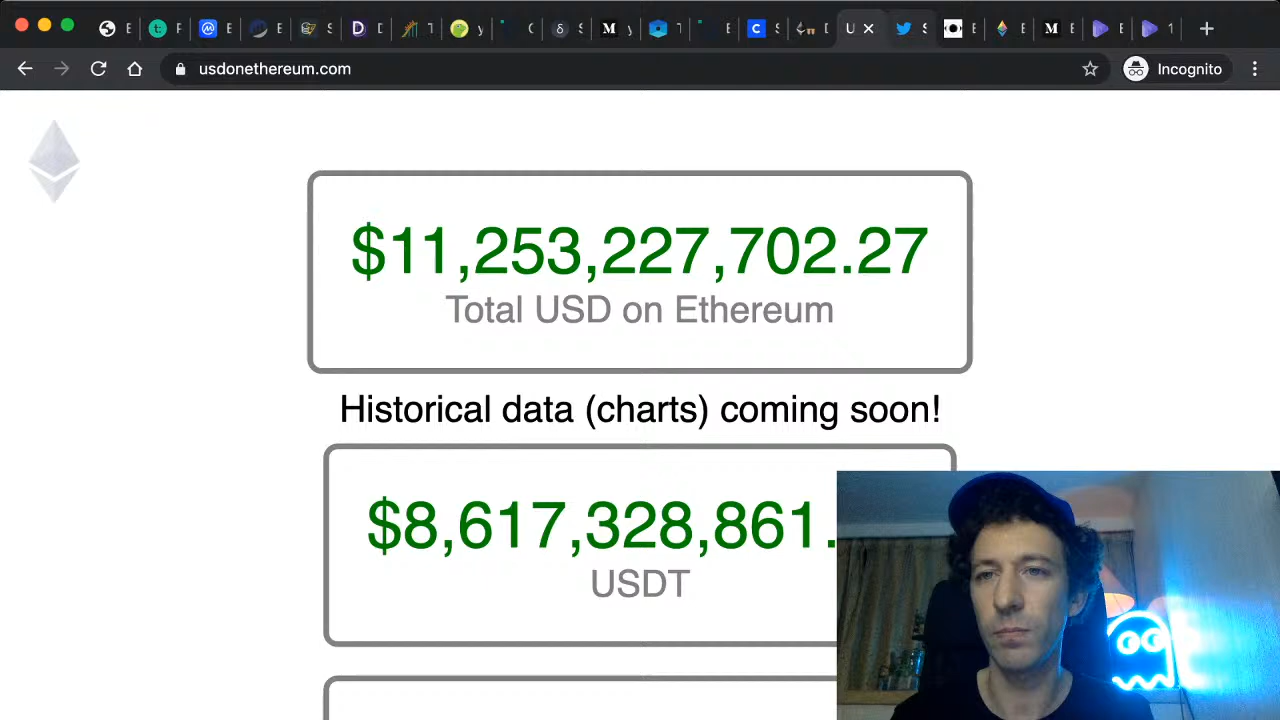 E
F
E
E
S
D
D
T
y
C
S
M
y
T
E
C
S
D
U
S
E
E
M
E
E
1
usdonethereum.com
Incognito
$11,253,227,702.27
Total USD on Ethereum
Historical data (charts) coming soon!
$8,617,328,861.
USDT